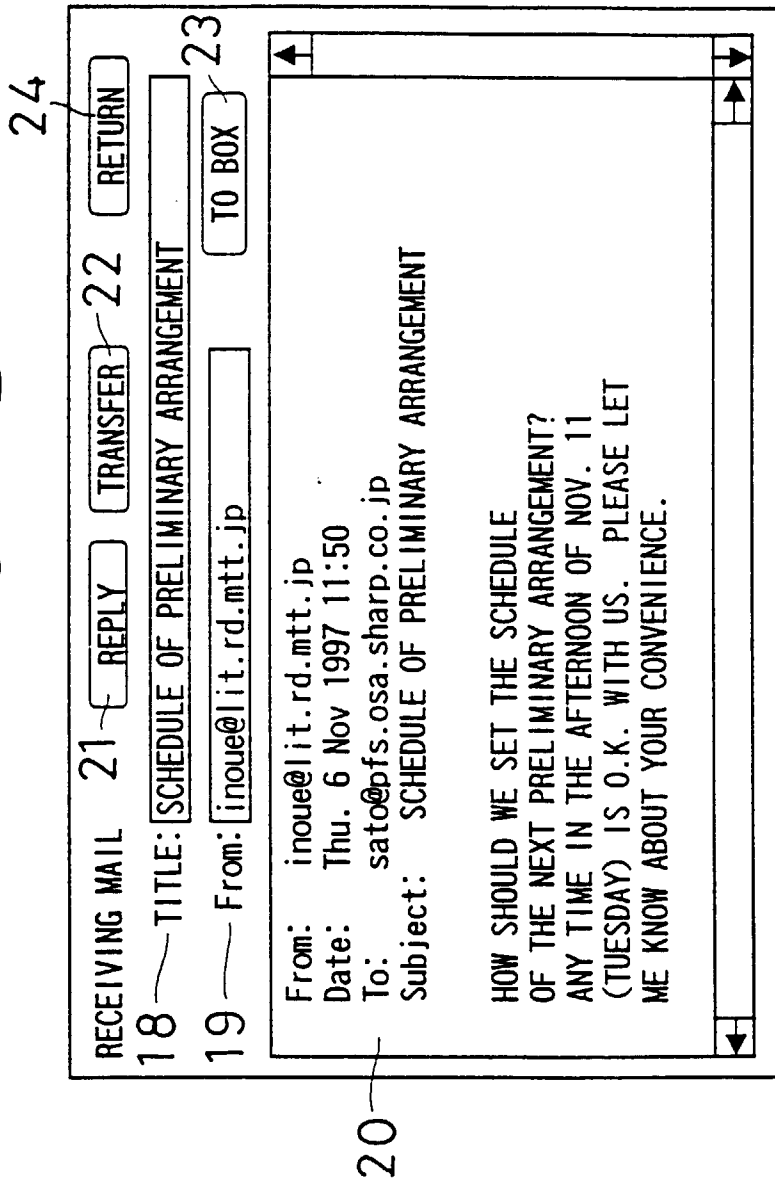 24
RECEIVING MAIL 21 REPLY TRANSFER 22 RETURN
18 TITLE: SCHEDULE OF PRELIMINARY ARRANGEMENT
19 From: inoue@lit.rd.mtt.jp TO BOX 23
From: inoue@lit.rd.mtt.jp
Date: Thu. 6 Nov 1997 11:50
20 To: sato@pfs.osa.sharp.co.jp
Subject: SCHEDULE OF PRELIMINARY ARRANGEMENT
HOW SHOULD WE SET THE SCHEDULE
OF THE NEXT PRELIMINARY ARRANGEMENT?
ANY TIME IN THE AFTERNOON OF NOV. 11
(TUESDAY) IS O.K. WITH US. PLEASE LET
ME KNOW ABOUT YOUR CONVENIENCE.